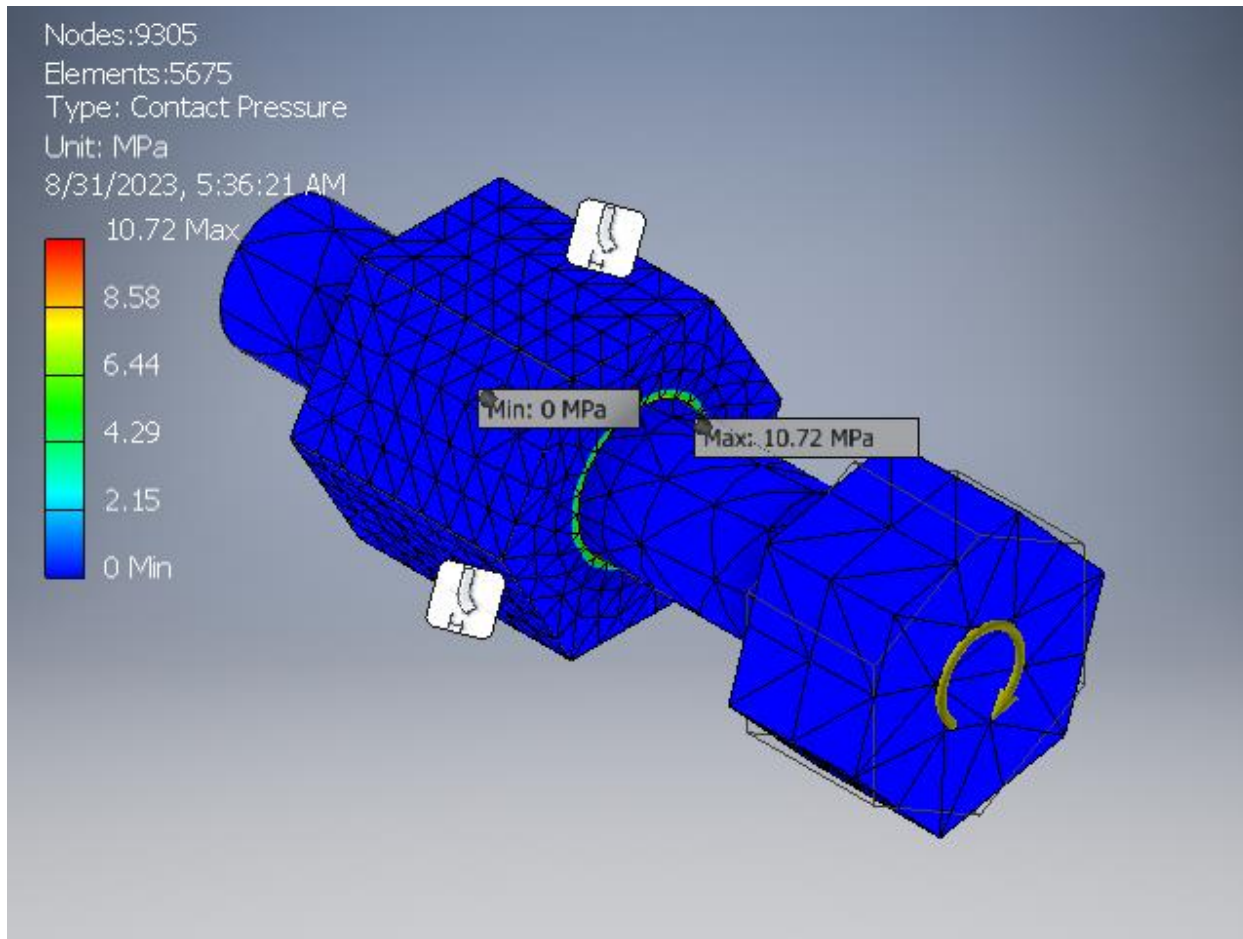 Nodes:9305
Elements:5675
Type: Contact Pressure
Unit: MPa
8/31/2023, 5:36:21 AM
10.72 Max
8.58
6.44
4.29
2.15
0 Min
Min: 0 MPa
Max: 10.72 MPa